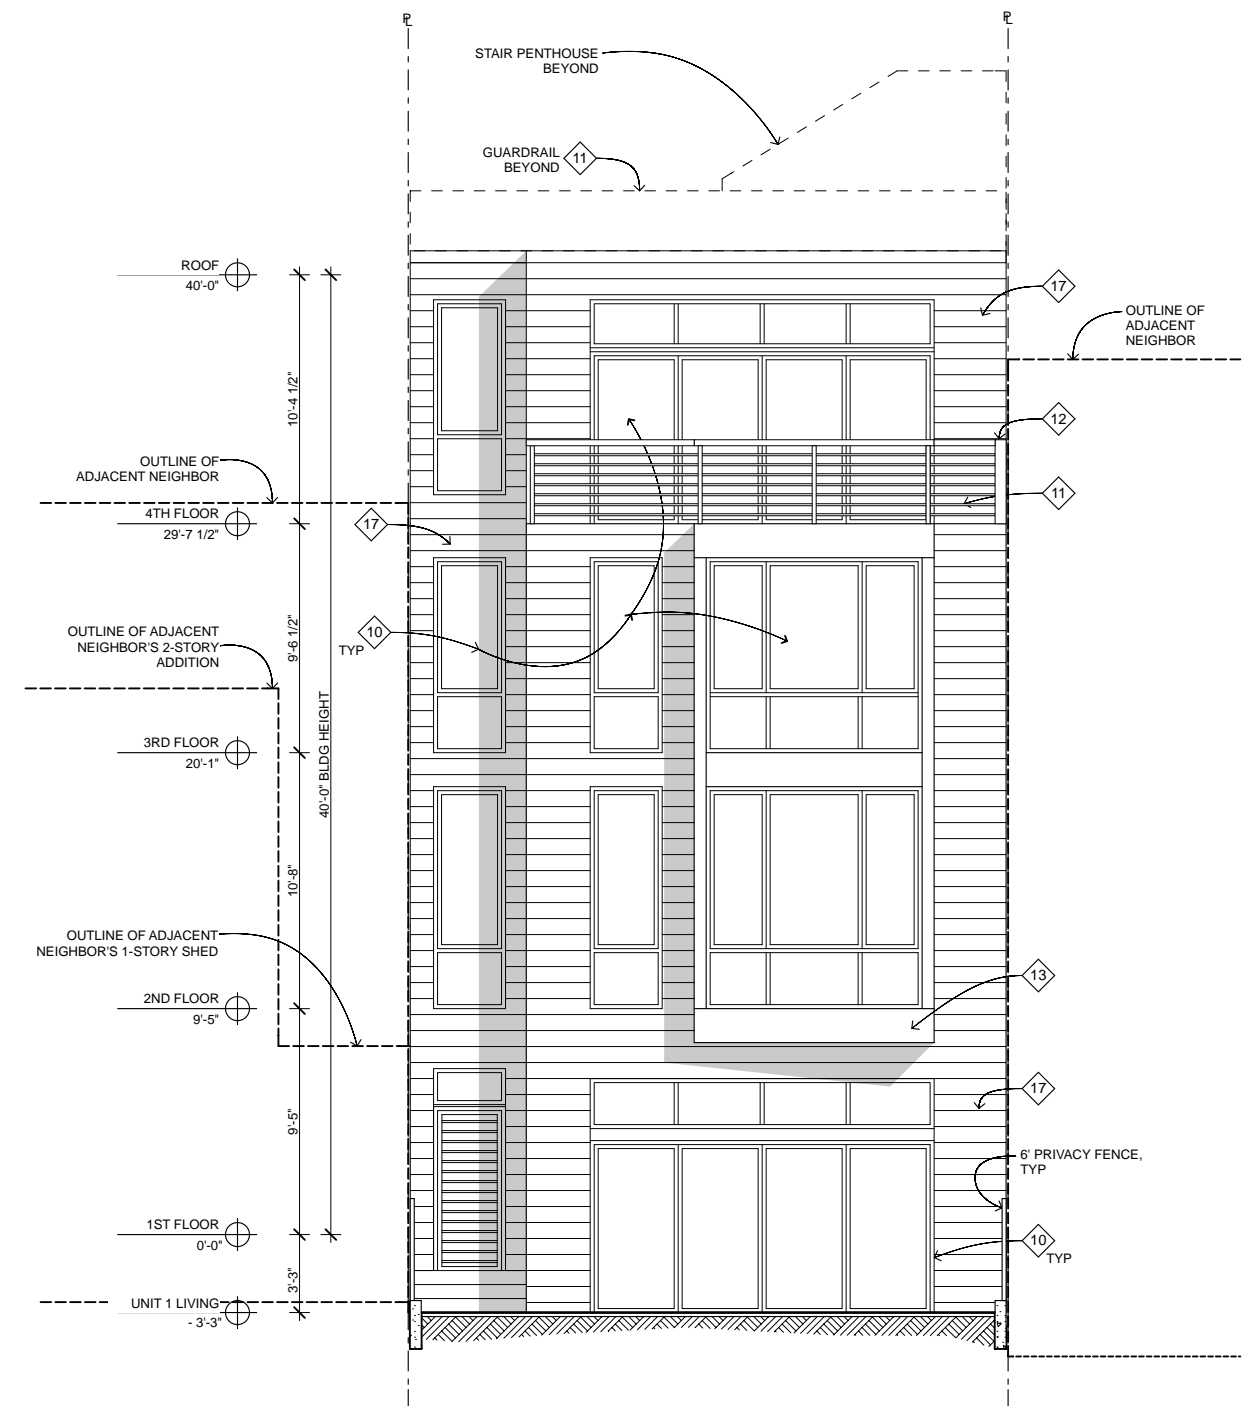 PL
PL
STAIR PENTHOUSE
BEYOND
GUARDRAIL
BEYOND
11
ROOF
40'-0"
17
OUTLINE OF
ADJACENT
NEIGHBOR
10'-4 1/2"
12
OUTLINE OF
ADJACENT NEIGHBOR
11
4TH FLOOR
29'-7 1/2"
17
OUTLINE OF ADJACENT
NEIGHBOR'S 2-STORY
ADDITION
9'-6 1/2"
10
TYP
3RD FLOOR
20'-1"
40'-0" BLDG HEIGHT
10'-8"
OUTLINE OF ADJACENT
NEIGHBOR'S 1-STORY SHED
13
2ND FLOOR
9'-5"
17
9'-5"
6' PRIVACY FENCE,
TYP
1ST FLOOR
0'-0"
10
TYP
3'-3"
UNIT 1 LIVING
- 3'-3"